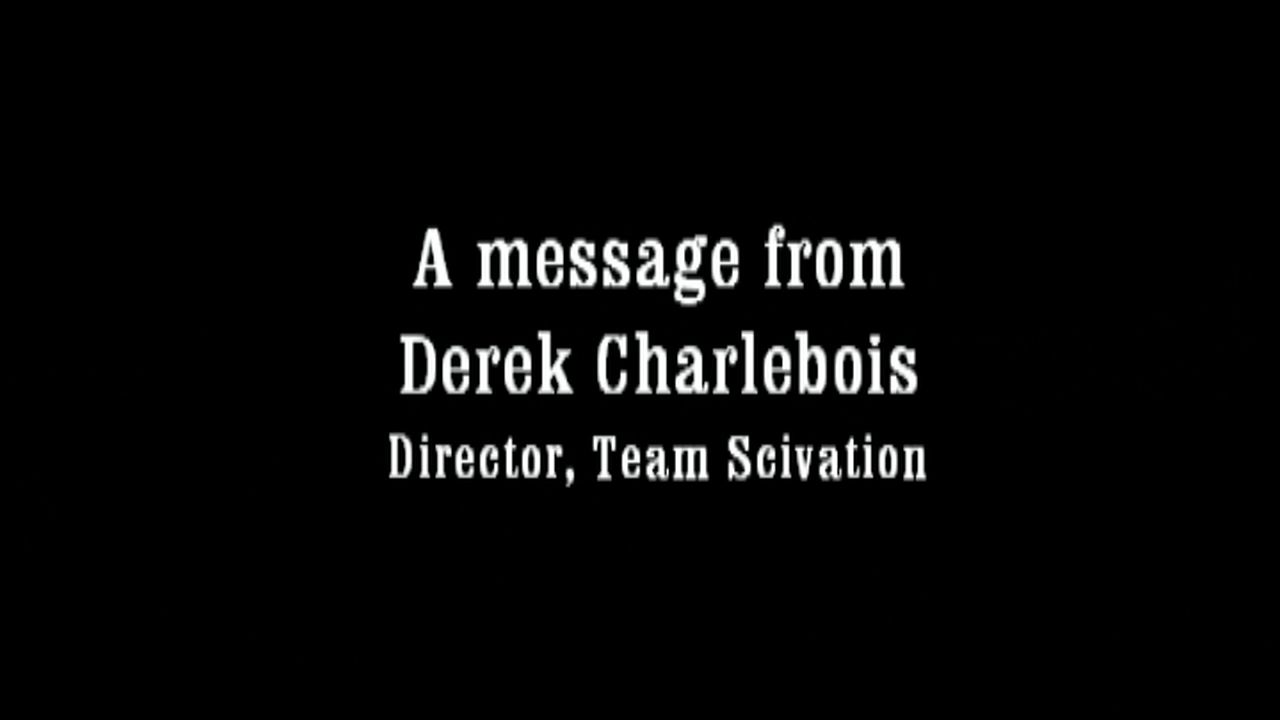 A message from
Derek Charlebois
Director, Team Scivation